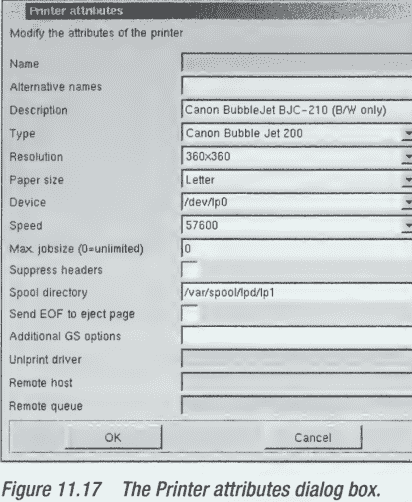 Printer attributes
Modify the attributes of the printer
Name
Alternative names
Description Canon BubbleJet BJC-210 (B/W only)
Type Canon Bubble Jet 200
Resolution 360x360
Paper size Letter
Device /dev/lp0
Speed 57600
Max. jobsize (0=unlimited) 0
Suppress headers
Spool directory /var/spool/lpd/lp1
Send EOF to eject page
Additional GS options
Uniprint driver
Remote host
Remote queue
OK Cancel
Figure 11.17 The Printer attributes dialog box.